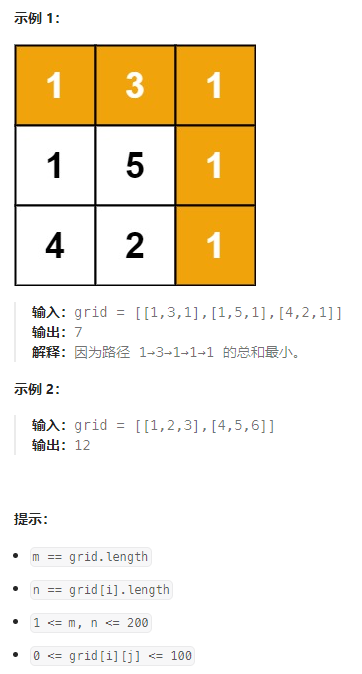 示例 1：
1 3 1
1 5 1
4 2 1
输入：grid = [[1,3,1],[1,5,1],[4,2,1]]
输出：7
解释：因为路径 1→3→1→1→1 的总和最小。
示例 2：
输入：grid = [[1,2,3],[4,5,6]]
输出：12
提示：
m == grid.length
n == grid[i].length
1 <= m, n <= 200
0 <= grid[i][j] <= 100